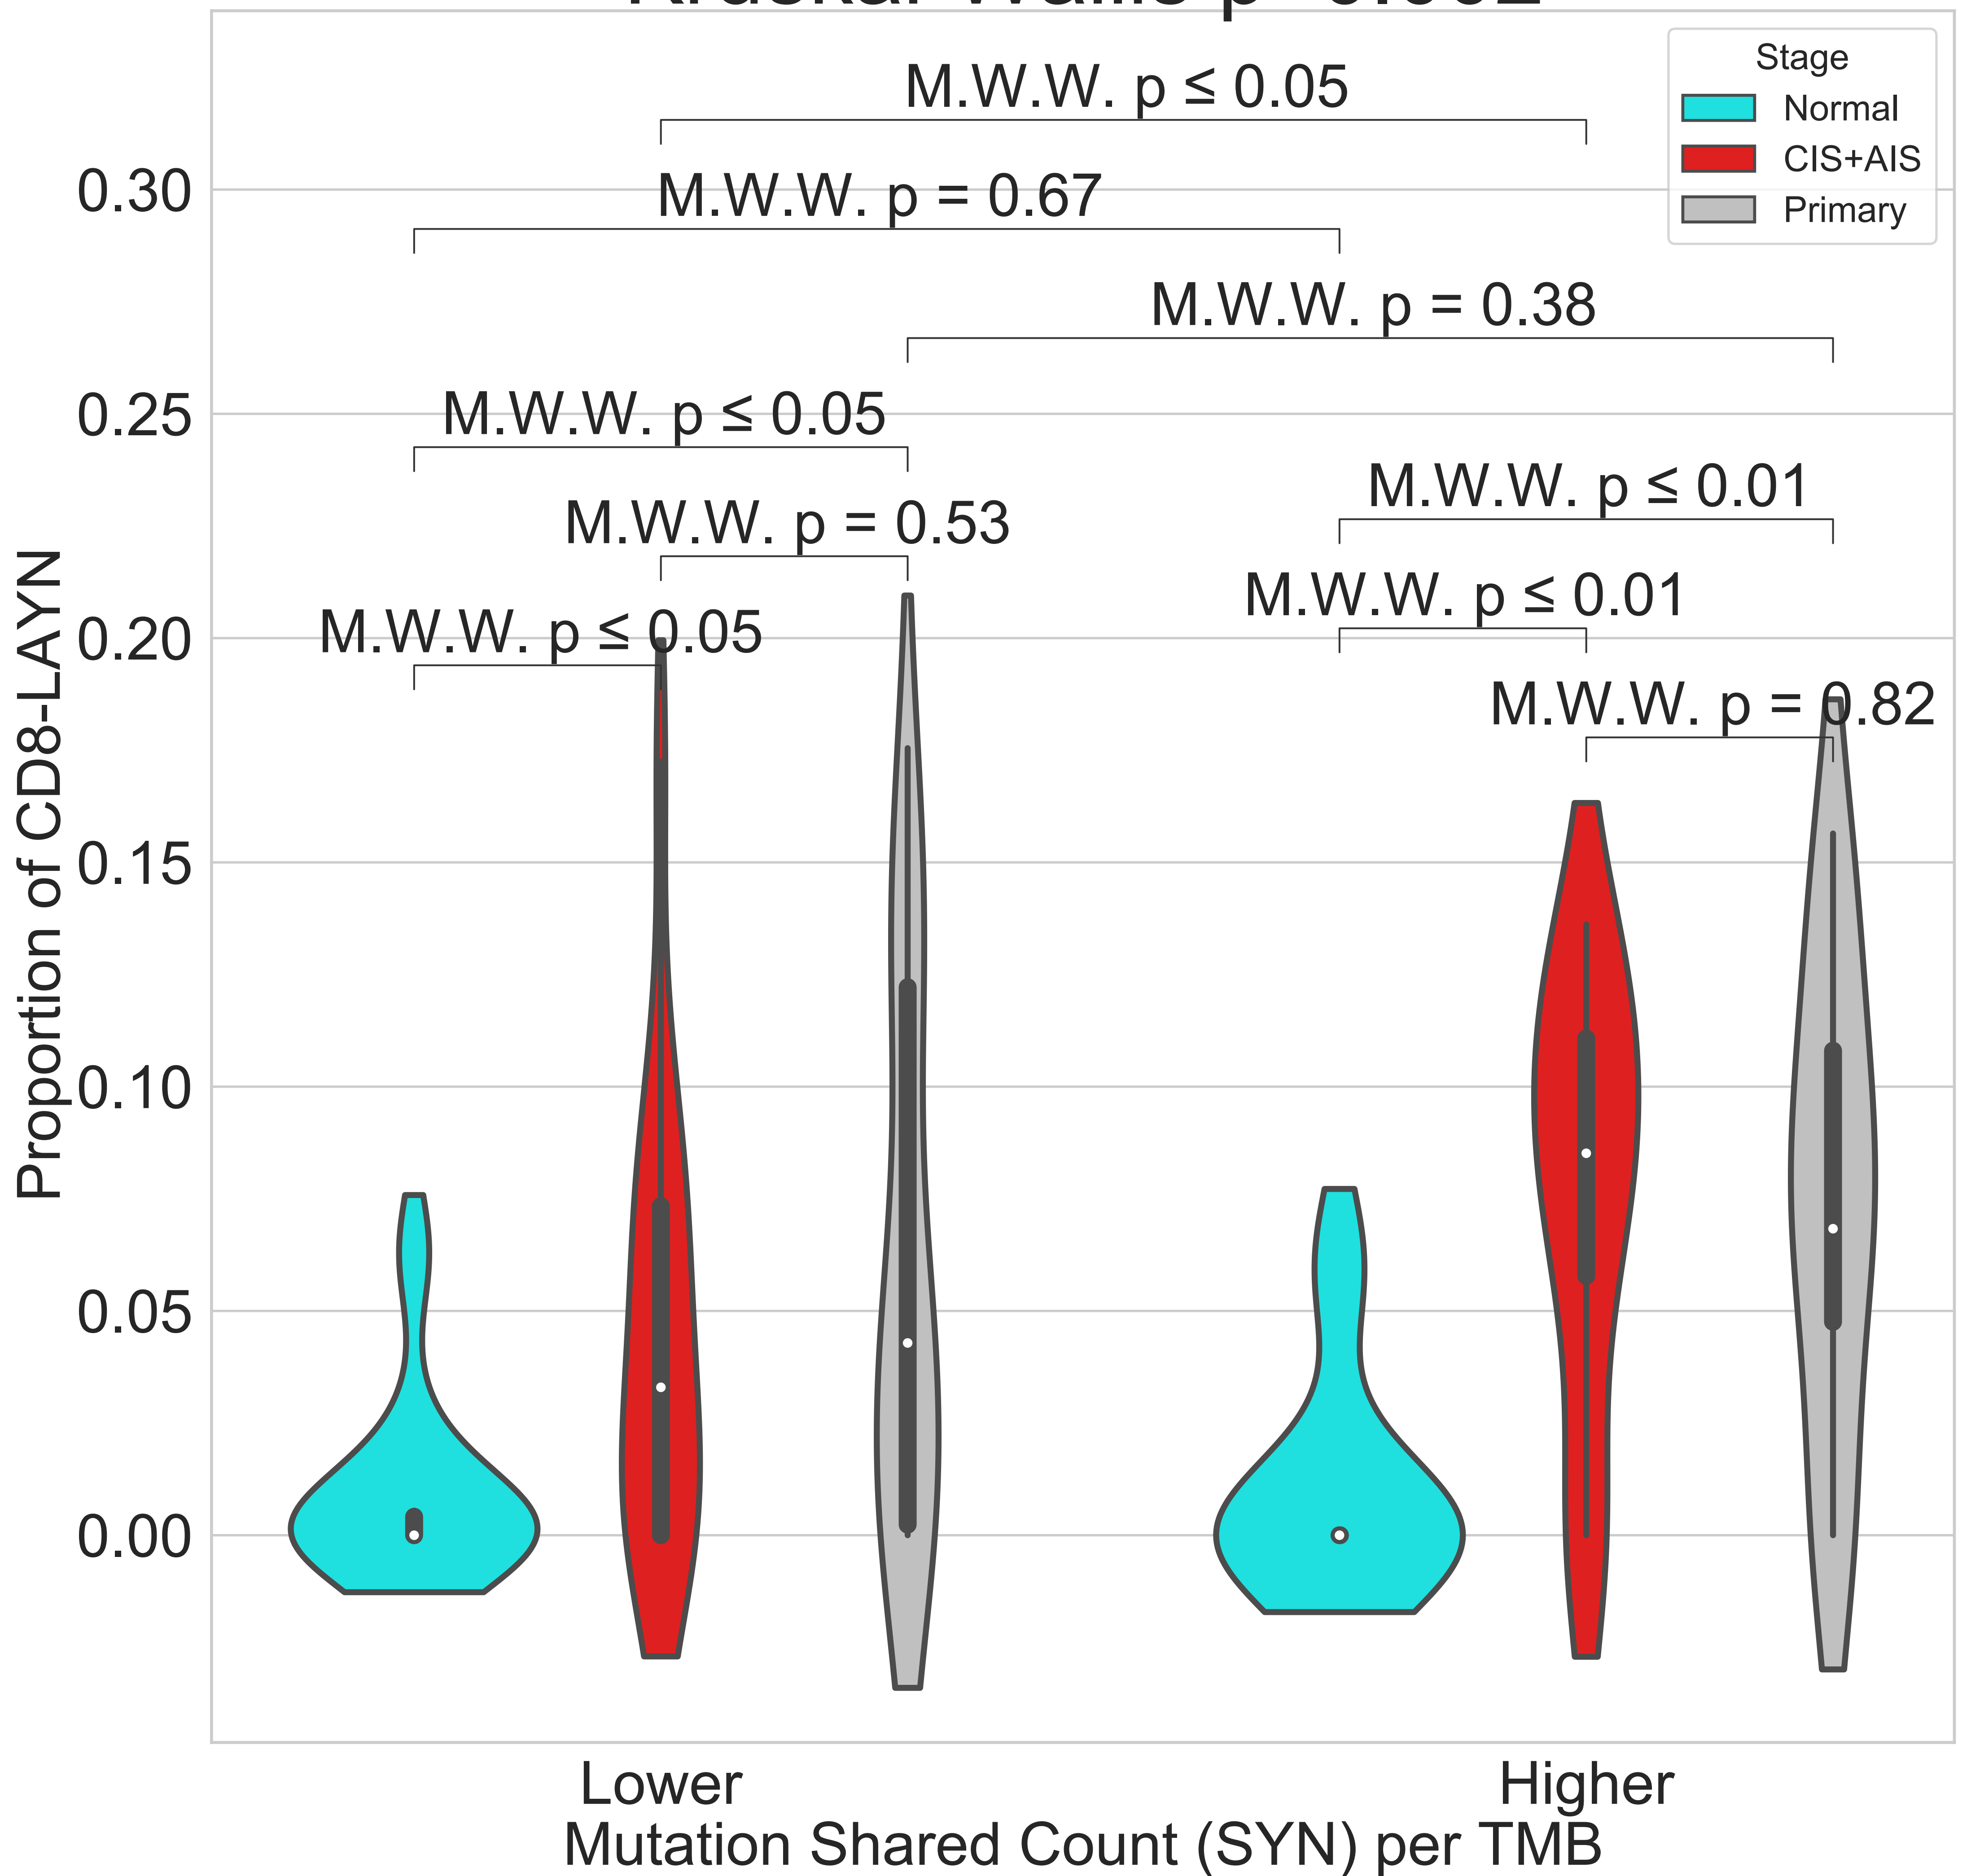 Stage
Normal
CIS+AIS
Primary
M.W.W. p ≤ 0.05
M.W.W. p = 0.67
M.W.W. p = 0.38
M.W.W. p ≤ 0.05
M.W.W. p ≤ 0.01
M.W.W. p = 0.53
M.W.W. p ≤ 0.01
M.W.W. p ≤ 0.05
M.W.W. p = 0.82
0.30
0.25
0.20
0.15
0.10
0.05
0.00
Proportion of CD8-LAYN
Lower
Higher
Mutation Shared Count (SYN) per TMB